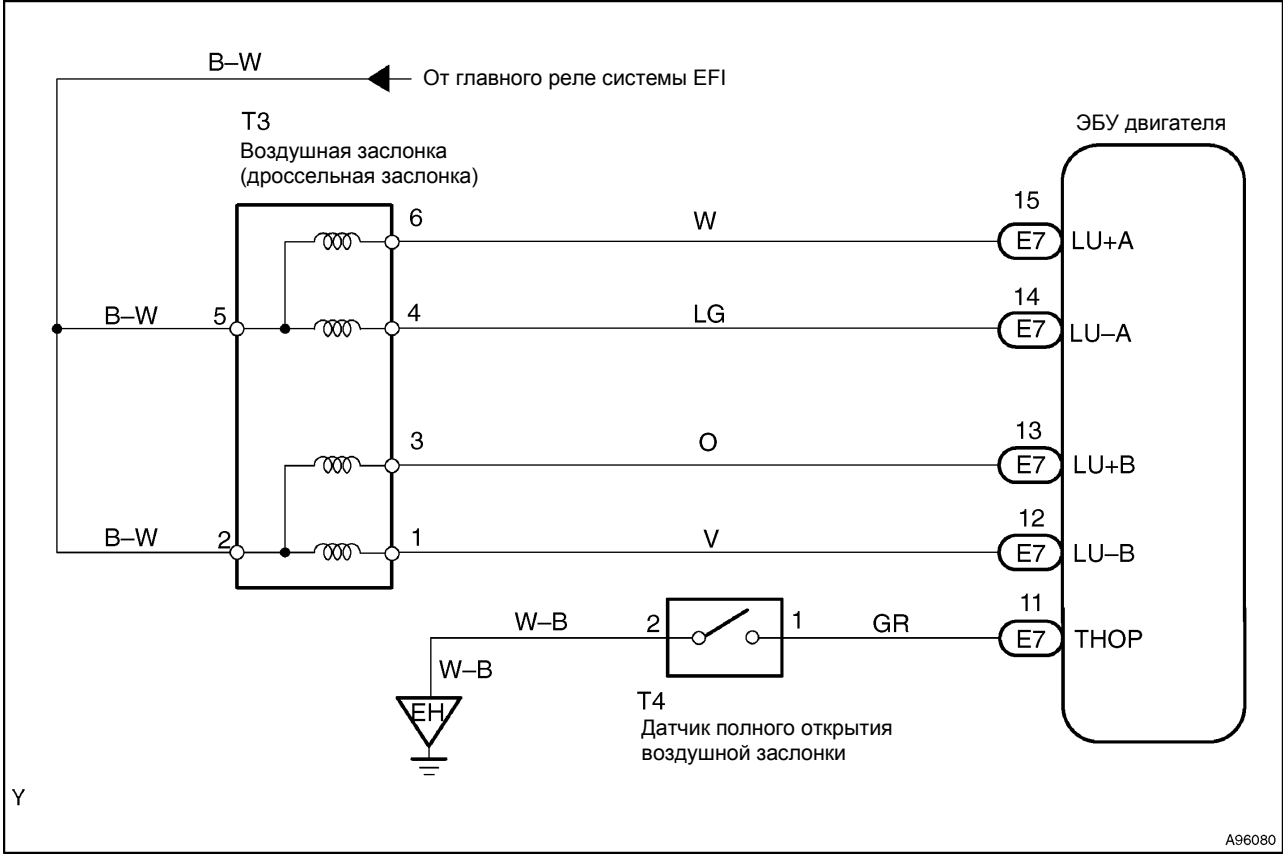 B–W
От главного реле системы EFI
T3
Воздушная заслонка
(дроссельная заслонка)
ЭБУ двигателя
6
W
15
E7
LU+A
B–W
5
4
LG
14
E7
LU–A
3
O
13
E7
LU+B
B–W
2
1
V
12
E7
LU–B
W–B
2
1
GR
11
E7
THOP
W–B
EH
T4
Датчик полного открытия
воздушной заслонки
Y
A96080